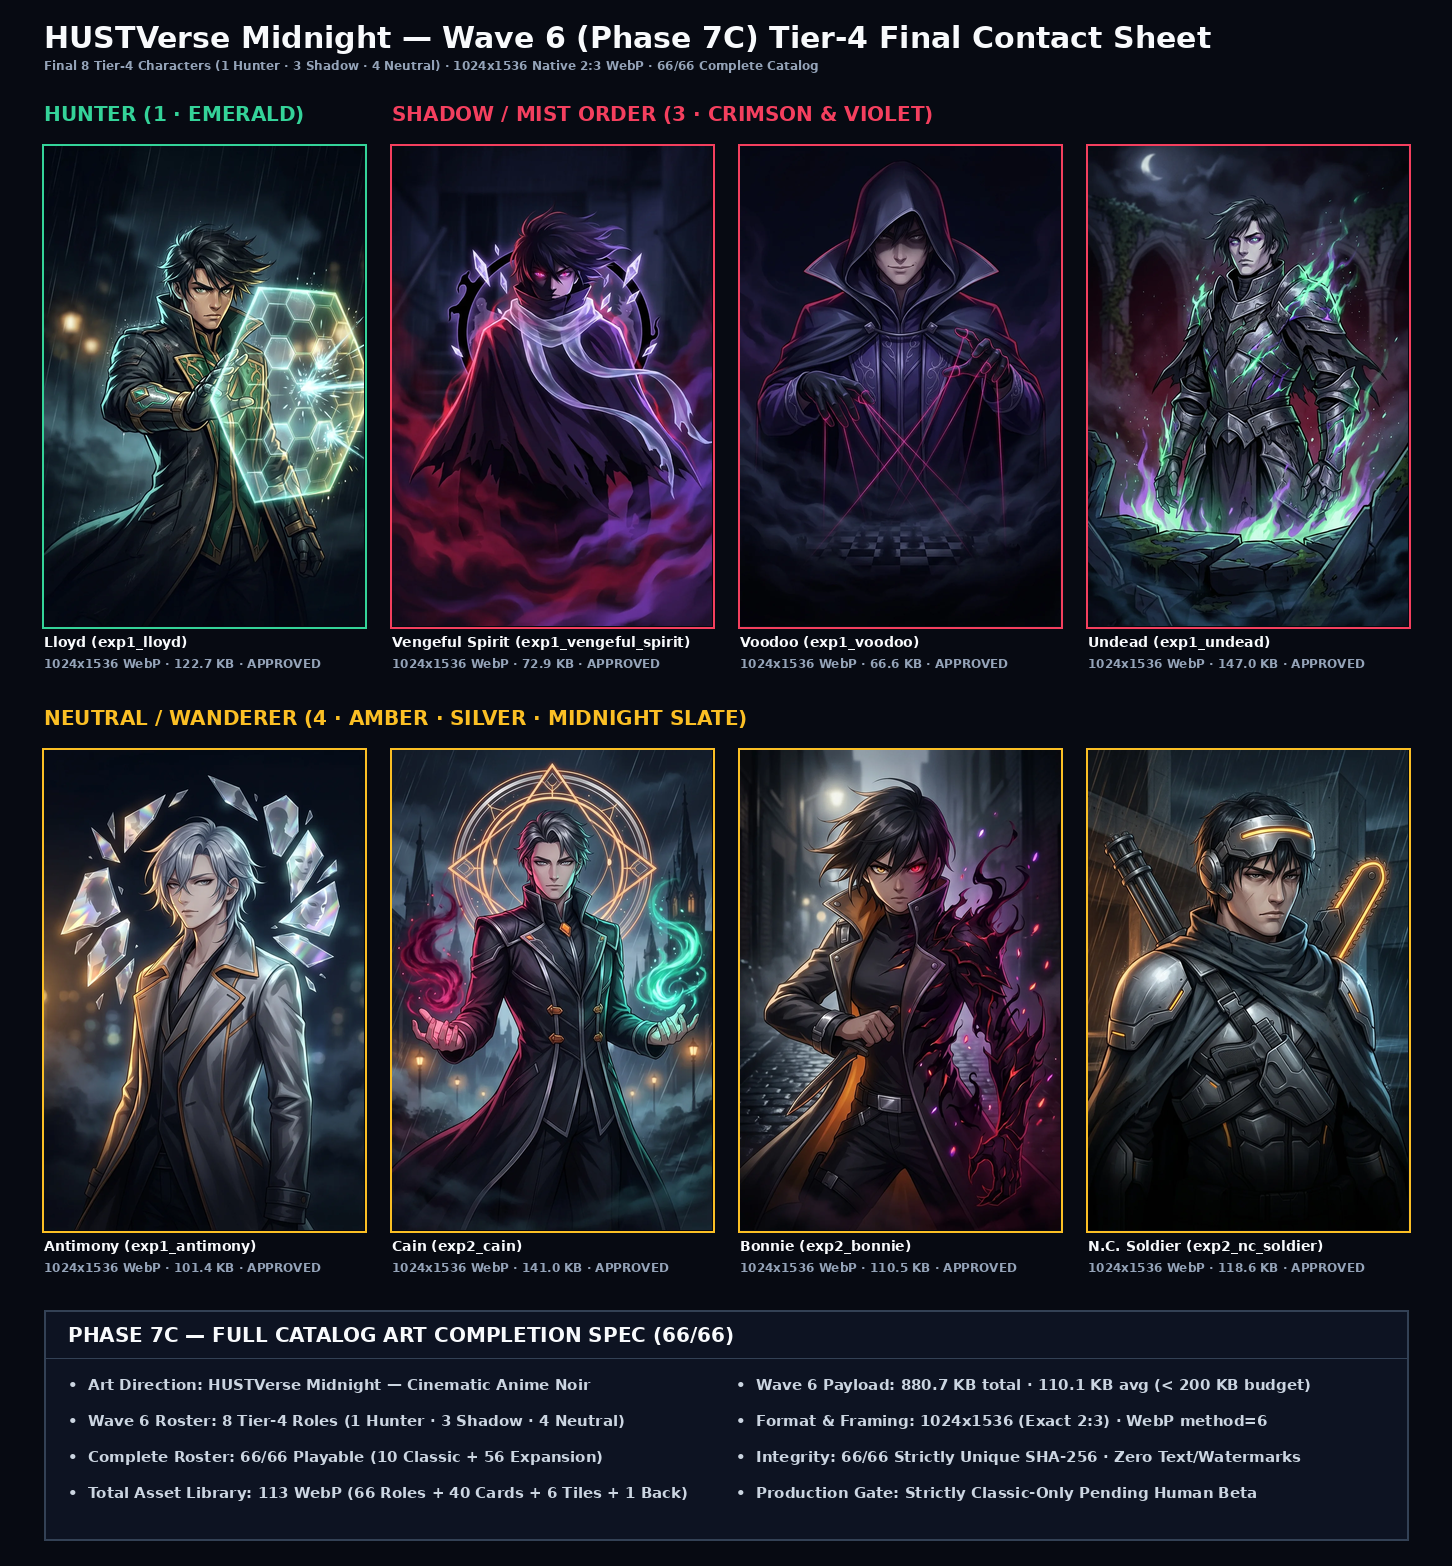 HUSTVerse Midnight — Wave 6 (Phase 7C) Tier-4 Final Contact Sheet
Final 8 Tier-4 Characters (1 Hunter · 3 Shadow · 4 Neutral) · 1024x1536 Native 2:3 WebP · 66/66 Complete Catalog
HUNTER (1 · EMERALD)
SHADOW / MIST ORDER (3 · CRIMSON & VIOLET)
Lloyd (exp1_lloyd)
1024x1536 WebP · 122.7 KB · APPROVED
Vengeful Spirit (exp1_vengeful_spirit)
1024x1536 WebP · 72.9 KB · APPROVED
Voodoo (exp1_voodoo)
1024x1536 WebP · 66.6 KB · APPROVED
Undead (exp1_undead)
1024x1536 WebP · 147.0 KB · APPROVED
NEUTRAL / WANDERER (4 · AMBER · SILVER · MIDNIGHT SLATE)
Antimony (exp1_antimony)
1024x1536 WebP · 101.4 KB · APPROVED
Cain (exp2_cain)
1024x1536 WebP · 141.0 KB · APPROVED
Bonnie (exp2_bonnie)
1024x1536 WebP · 110.5 KB · APPROVED
N.C. Soldier (exp2_nc_soldier)
1024x1536 WebP · 118.6 KB · APPROVED
PHASE 7C — FULL CATALOG ART COMPLETION SPEC (66/66)
• Art Direction: HUSTVerse Midnight — Cinematic Anime Noir
• Wave 6 Roster: 8 Tier-4 Roles (1 Hunter · 3 Shadow · 4 Neutral)
• Complete Roster: 66/66 Playable (10 Classic + 56 Expansion)
• Total Asset Library: 113 WebP (66 Roles + 40 Cards + 6 Tiles + 1 Back)
• Wave 6 Payload: 880.7 KB total · 110.1 KB avg (< 200 KB budget)
• Format & Framing: 1024x1536 (Exact 2:3) · WebP method=6
• Integrity: 66/66 Strictly Unique SHA-256 · Zero Text/Watermarks
• Production Gate: Strictly Classic-Only Pending Human Beta